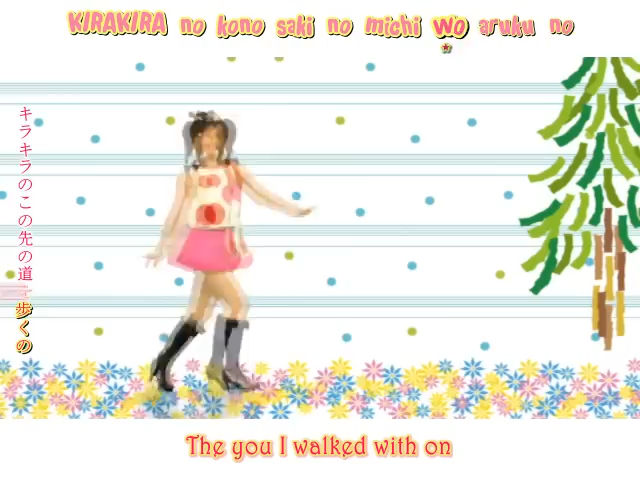 KIRAKIRA no kono saki no michi wo aruku no
キラキラのこの先の道
歩くの
The you I walked with on